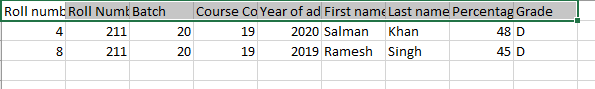 Roll numb Roll Numb Batch Course Co Year of ad First name Last name Percentag Grade
4 211 20 19 2020 Salman Khan 48 D
8 211 20 19 2019 Ramesh Singh 45 D